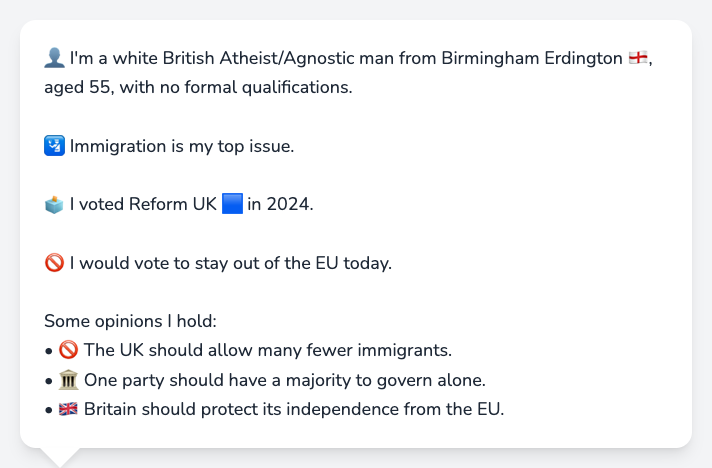 👤 I'm a white British Atheist/Agnostic man from Birmingham Erdington 🏴󠁧󠁢󠁥󠁮󠁧󠁿,
aged 55, with no formal qualifications.
🛂 Immigration is my top issue.
🗳️ I voted Reform UK 🟦 in 2024.
🚫 I would vote to stay out of the EU today.
Some opinions I hold:
• 🚫 The UK should allow many fewer immigrants.
• 🏛️ One party should have a majority to govern alone.
• 🇬🇧 Britain should protect its independence from the EU.